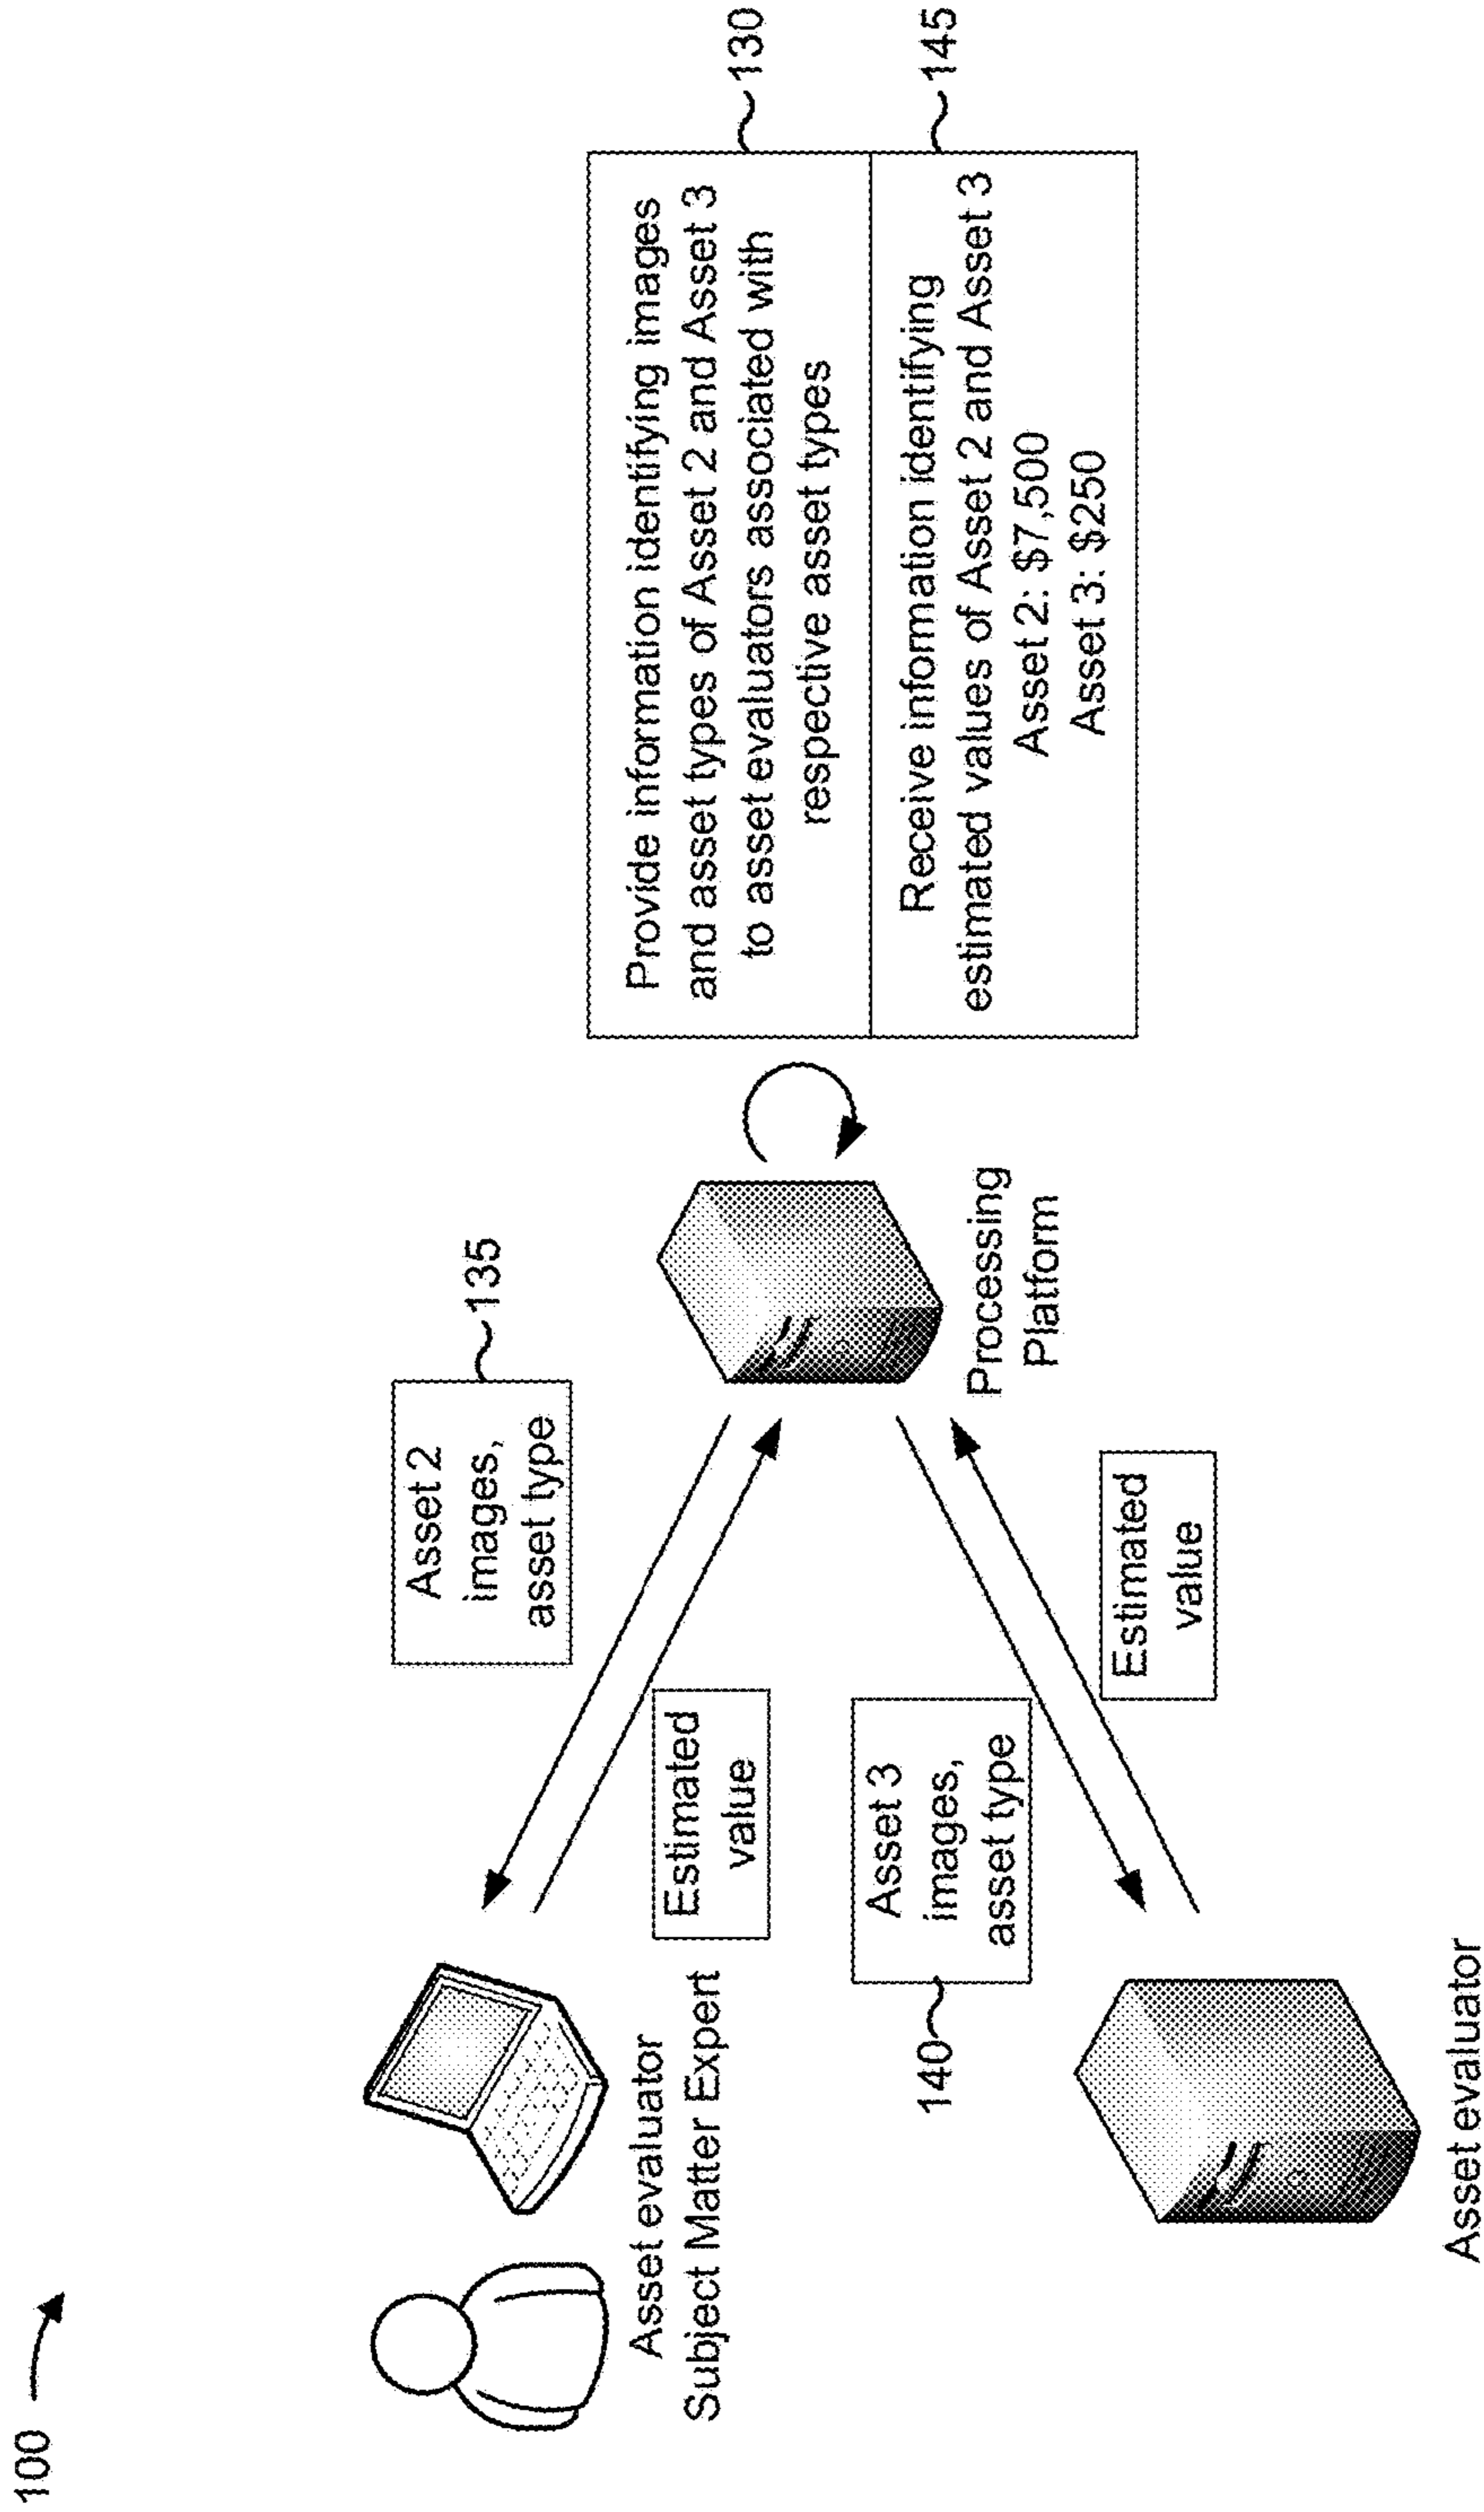 100
Asset evaluator
Subject Matter Expert
Asset 2
images,
asset type
135
Estimated
value
Asset 3
images,
asset type
140
Estimated
value
Asset evaluator
Processing
Platform
Provide information identifying images
and asset types of Asset 2 and Asset 3
to asset evaluators associated with
respective asset types
130
Receive information identifying
estimated values of Asset 2 and Asset 3
Asset 2: $7,500
Asset 3: $250
145